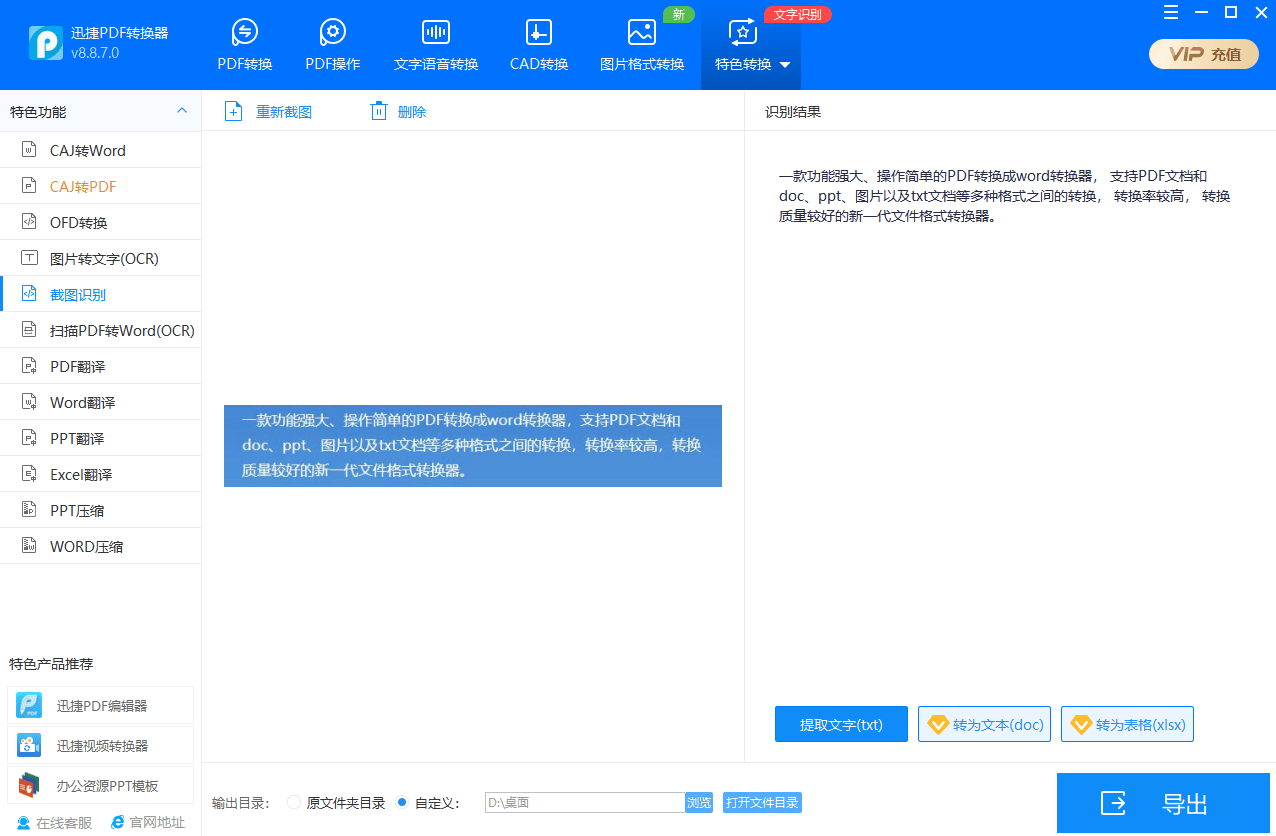 迅捷PDF转换器
v8.8.7.0
PDF转换
PDF操作
文字语音转换
CAD转换
新
图片格式转换
文字识别
特色转换
VIP 充值
特色功能
CAJ转Word
CAJ转PDF
OFD转换
图片转文字(OCR)
截图识别
扫描PDF转Word(OCR)
PDF翻译
Word翻译
PPT翻译
Excel翻译
PPT压缩
WORD压缩
特色产品推荐
迅捷PDF编辑器
迅捷视频转换器
办公资源PPT模板
在线客服
官网地址
重新截图
删除
一款功能强大、操作简单的PDF转换成word转换器，支持PDF文档和
doc、ppt、图片以及txt文档等多种格式之间的转换，转换率较高，转换
质量较好的新一代文件格式转换器。
识别结果
一款功能强大、操作简单的PDF转换成word转换器， 支持PDF文档和
doc、ppt、图片以及txt文档等多种格式之间的转换， 转换率较高， 转换
质量较好的新一代文件格式转换器。
提取文字(txt)
转为文本(doc)
转为表格(xlsx)
输出目录：
原文件夹目录
自定义：
D:\桌面
浏览
打开文件目录
导出